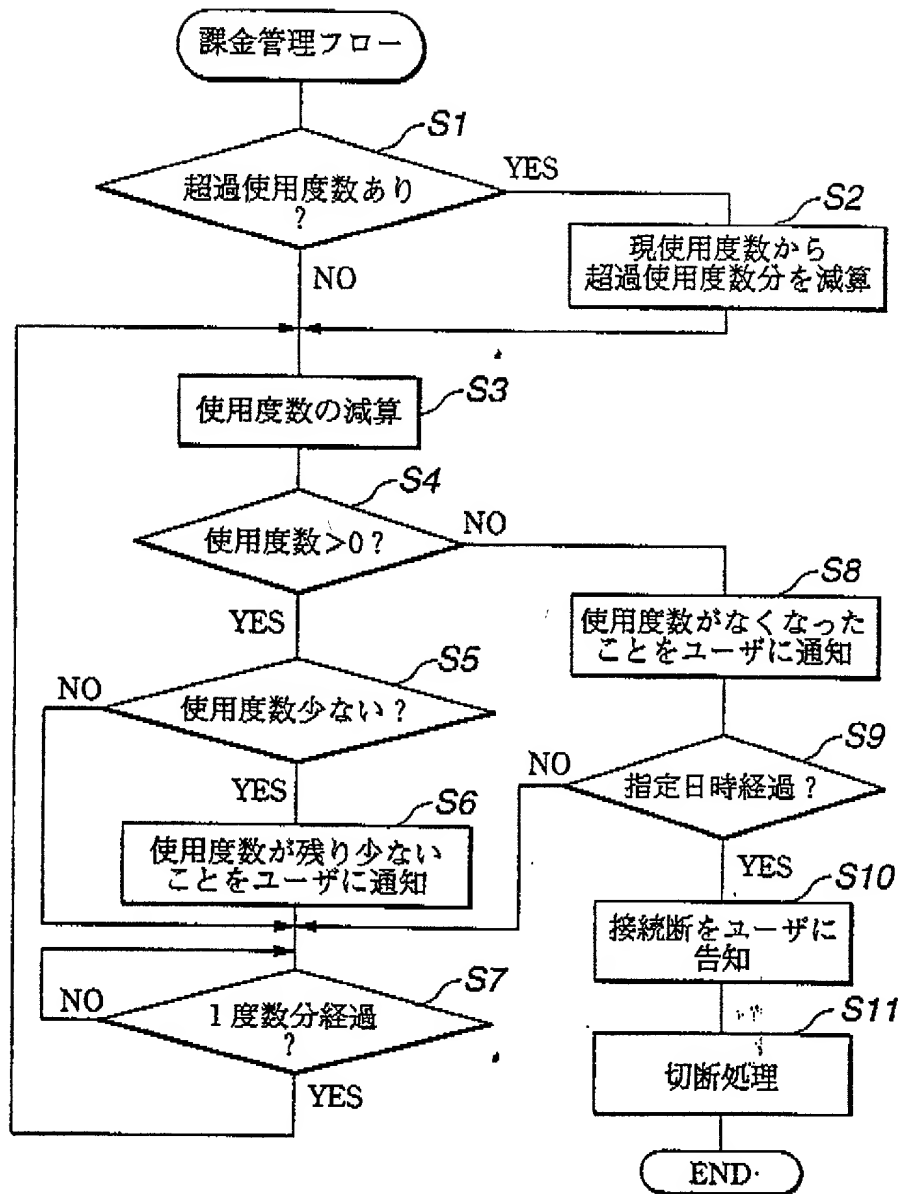 課金管理フロー
S1
超過使用度数あり
?
YES
NO
S2
現使用度数から
超過使用度数分を減算
S3
使用度数の減算
S4
使用度数>0?
NO
YES
S8
使用度数がなくなった
ことをユーザに通知
S5
使用度数少ない?
NO
YES
S9
指定日時経過?
NO
YES
S6
使用度数が残り少ない
ことをユーザに通知
S10
接続断をユーザに
告知
S7
1度数分経過
?
NO
YES
S11
切断処理
END